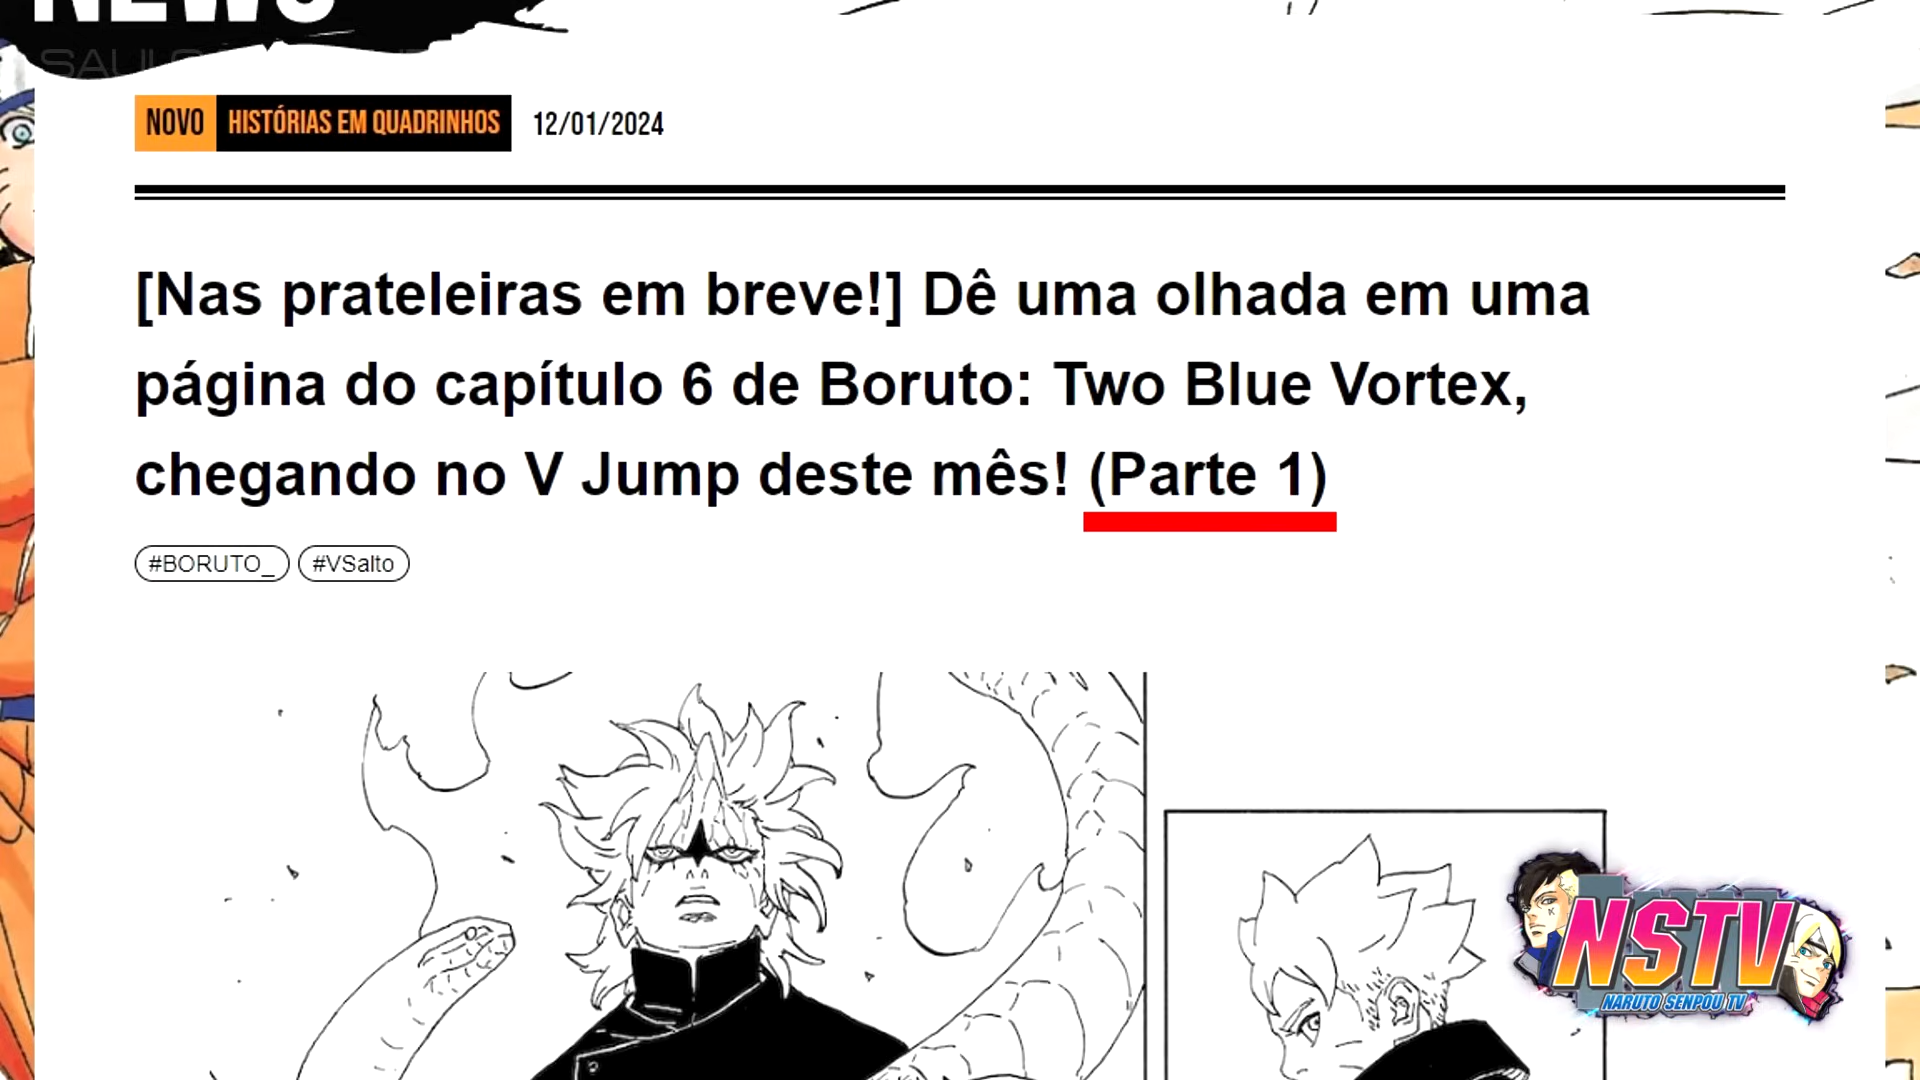 NEWS
NOVO HISTÓRIAS EM QUADRINHOS 12/01/2024
[Nas prateleiras em breve!] Dê uma olhada em uma
página do capítulo 6 de Boruto: Two Blue Vortex,
chegando no V Jump deste mês! (Parte 1)
#BORUTO_ #VSalto
NSTV
NARUTO SENPOU TV